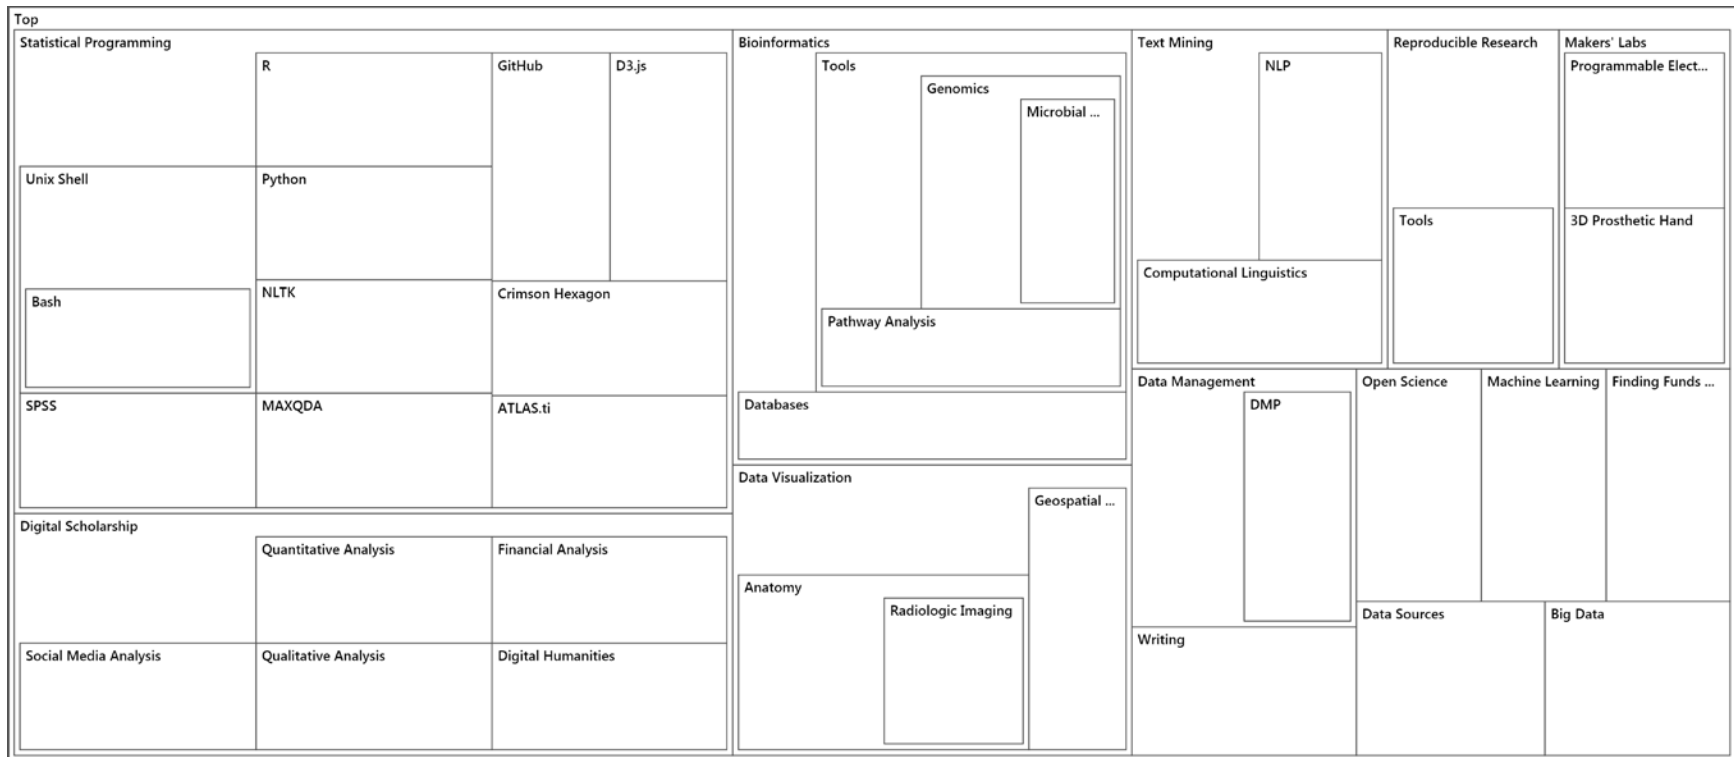 Top
Statistical Programming
R
GitHub
D3.js
Unix Shell
Python
Bash
NLTK
Crimson Hexagon
SPSS
MAXQDA
ATLAS.ti
Digital Scholarship
Quantitative Analysis
Financial Analysis
Social Media Analysis
Qualitative Analysis
Digital Humanities
Bioinformatics
Tools
Genomics
Microbial ...
Pathway Analysis
Databases
Data Visualization
Geospatial ...
Anatomy
Radiologic Imaging
Text Mining
NLP
Computational Linguistics
Reproducible Research
Tools
Makers' Labs
Programmable Elect...
3D Prosthetic Hand
Data Management
DMP
Writing
Open Science
Machine Learning
Finding Funds ...
Data Sources
Big Data